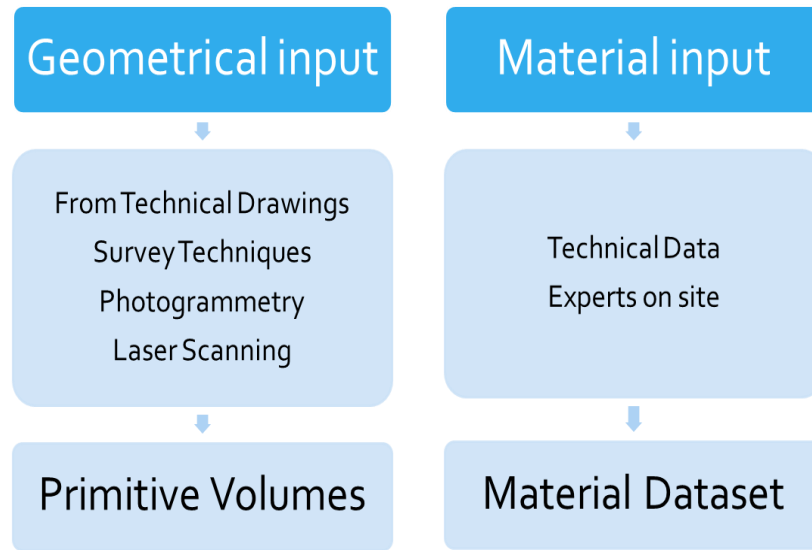 Geometrical input
From Technical Drawings
Survey Techniques
Photogrammetry
Laser Scanning
Primitive Volumes
Material input
Technical Data
Experts on site
Material Dataset